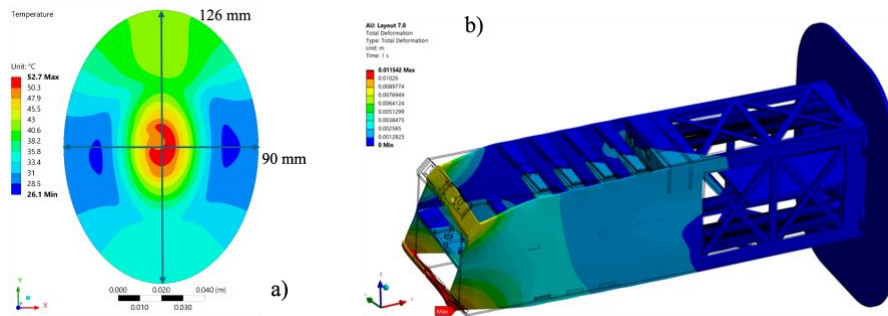 Temperature
Unit: °C
52.7 Max
50.3
47.9
45.5
43
40.6
38.2
35.8
33.4
31
28.5
26.1 Min
126 mm
90 mm
0.000 0.020 0.040 (m)
0.010 0.030
Y
Z X
a)
b)
AU: Layout 7.0
Total Deformation
Type: Total Deformation
Unit: m
Time: 1 s
0.011542 Max
0.01026
0.0089774
0.0076949
0.0064124
0.0051299
0.0038475
0.002565
0.0012825
0 Min
Max